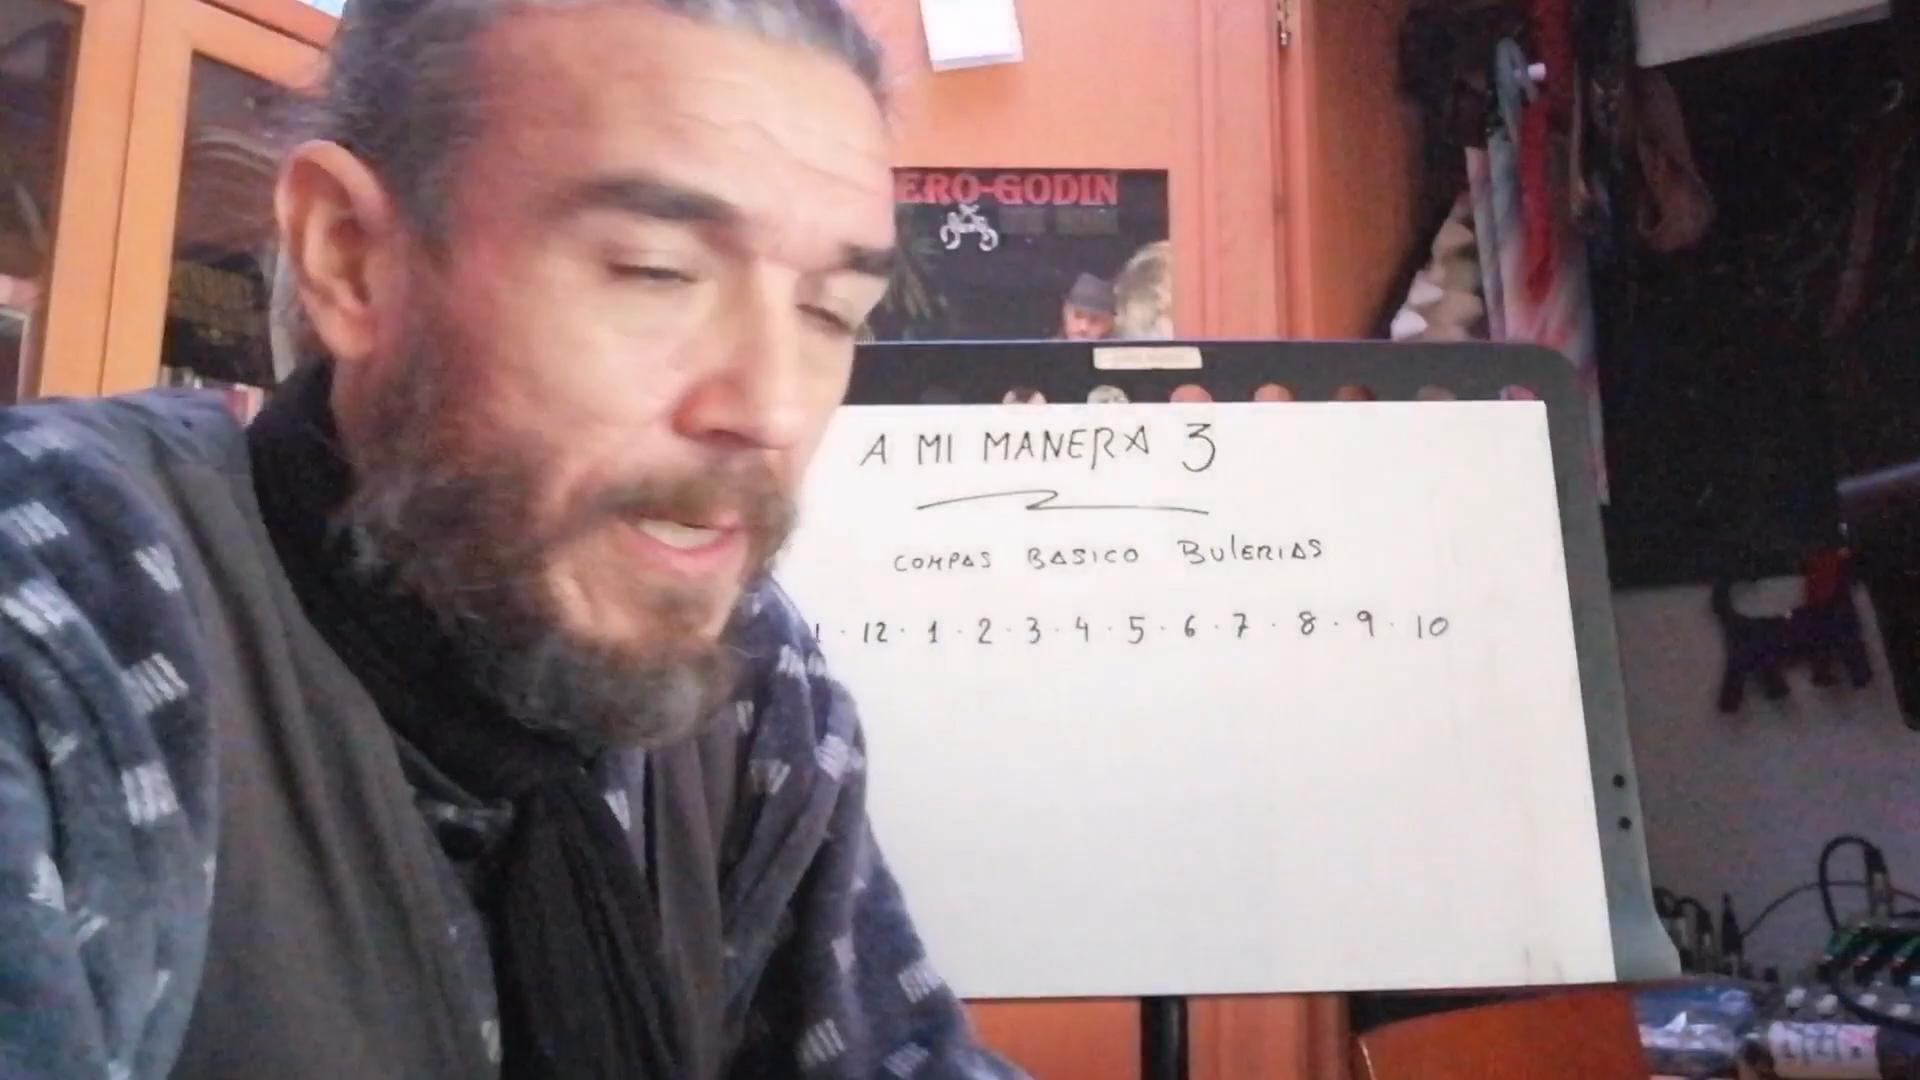 ERO-GODIN
A MI MANERA 3
COMPAS BASICO BULERIAS
1 · 12 · 1 · 2 · 3 · 4 · 5 · 6 · 7 · 8 · 9 · 10